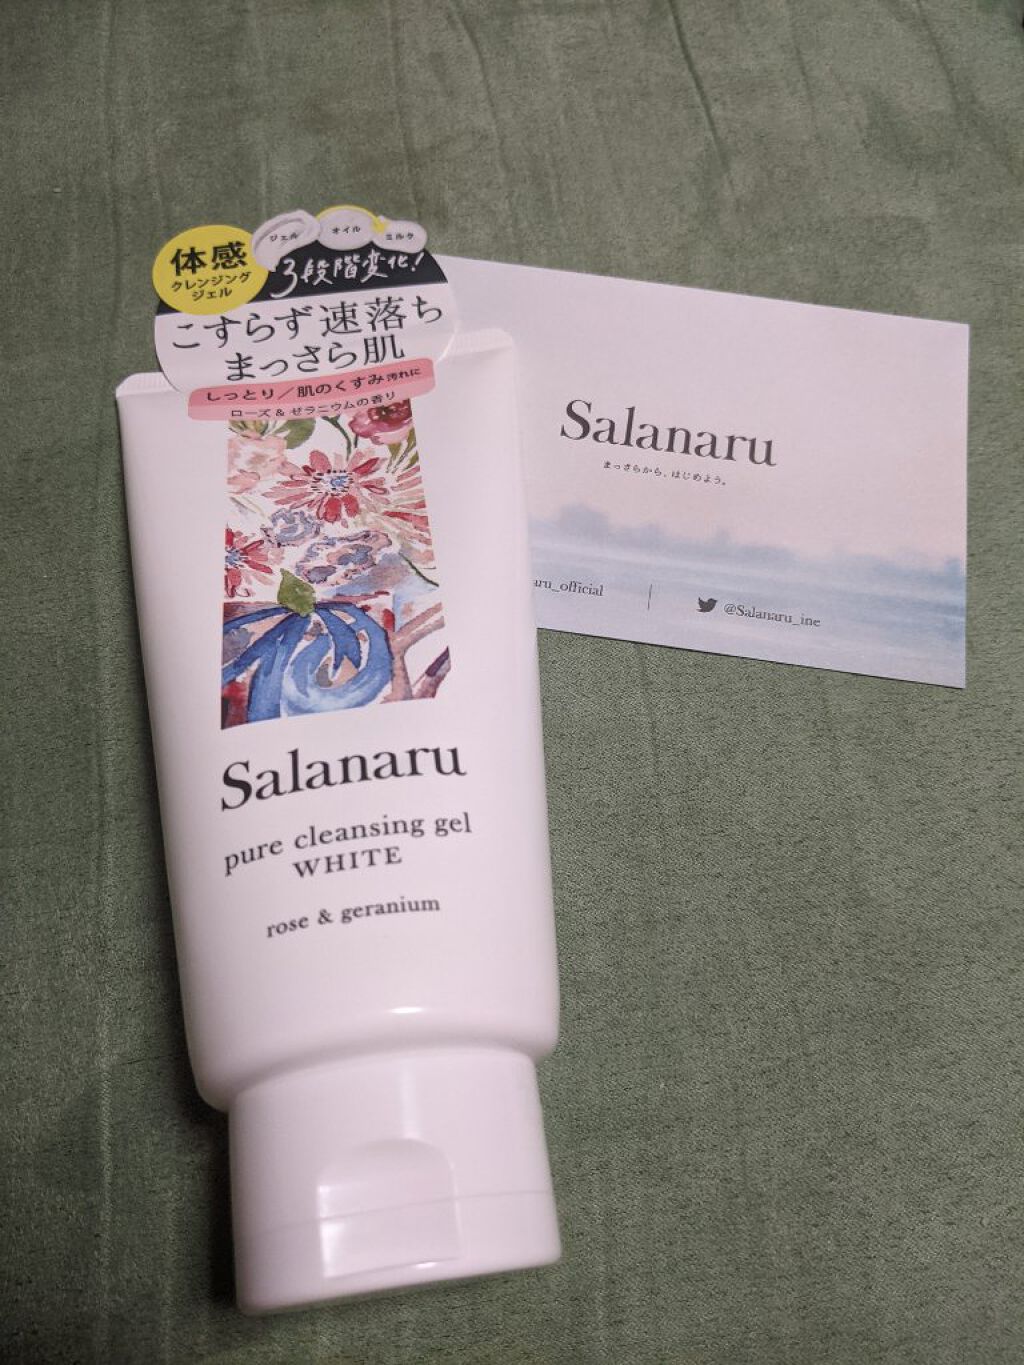 体感
クレンジング
ジェル
ジェル
オイル
ミルク
3段階変化!
こすらず速落ち
まっさら肌
しっとり/肌のくすみ汚れに
ローズ&ゼラニウムの香り
Salanaru
pure cleansing gel
WHITE
rose & geranium
Salanaru
まっさらから、はじめよう。
aru_official
@Salanaru_ine